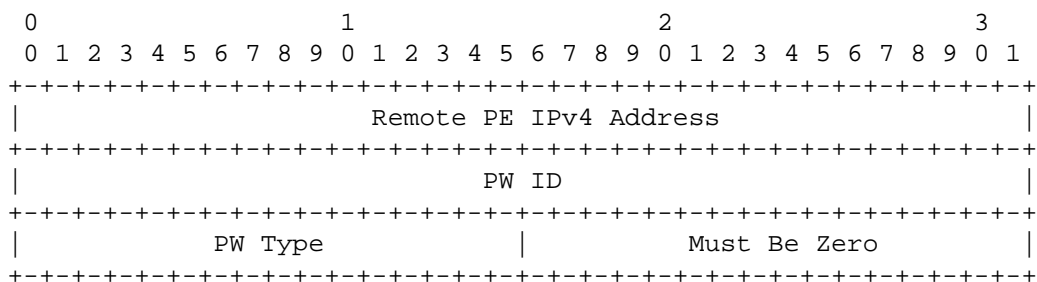 0                   1                   2                   3
 0 1 2 3 4 5 6 7 8 9 0 1 2 3 4 5 6 7 8 9 0 1 2 3 4 5 6 7 8 9 0 1
+-+-+-+-+-+-+-+-+-+-+-+-+-+-+-+-+-+-+-+-+-+-+-+-+-+-+-+-+-+-+-+-+
|                     Remote PE IPv4 Address                    |
+-+-+-+-+-+-+-+-+-+-+-+-+-+-+-+-+-+-+-+-+-+-+-+-+-+-+-+-+-+-+-+-+
|                             PW ID                             |
+-+-+-+-+-+-+-+-+-+-+-+-+-+-+-+-+-+-+-+-+-+-+-+-+-+-+-+-+-+-+-+-+
|            PW Type            |          Must Be Zero         |
+-+-+-+-+-+-+-+-+-+-+-+-+-+-+-+-+-+-+-+-+-+-+-+-+-+-+-+-+-+-+-+-+